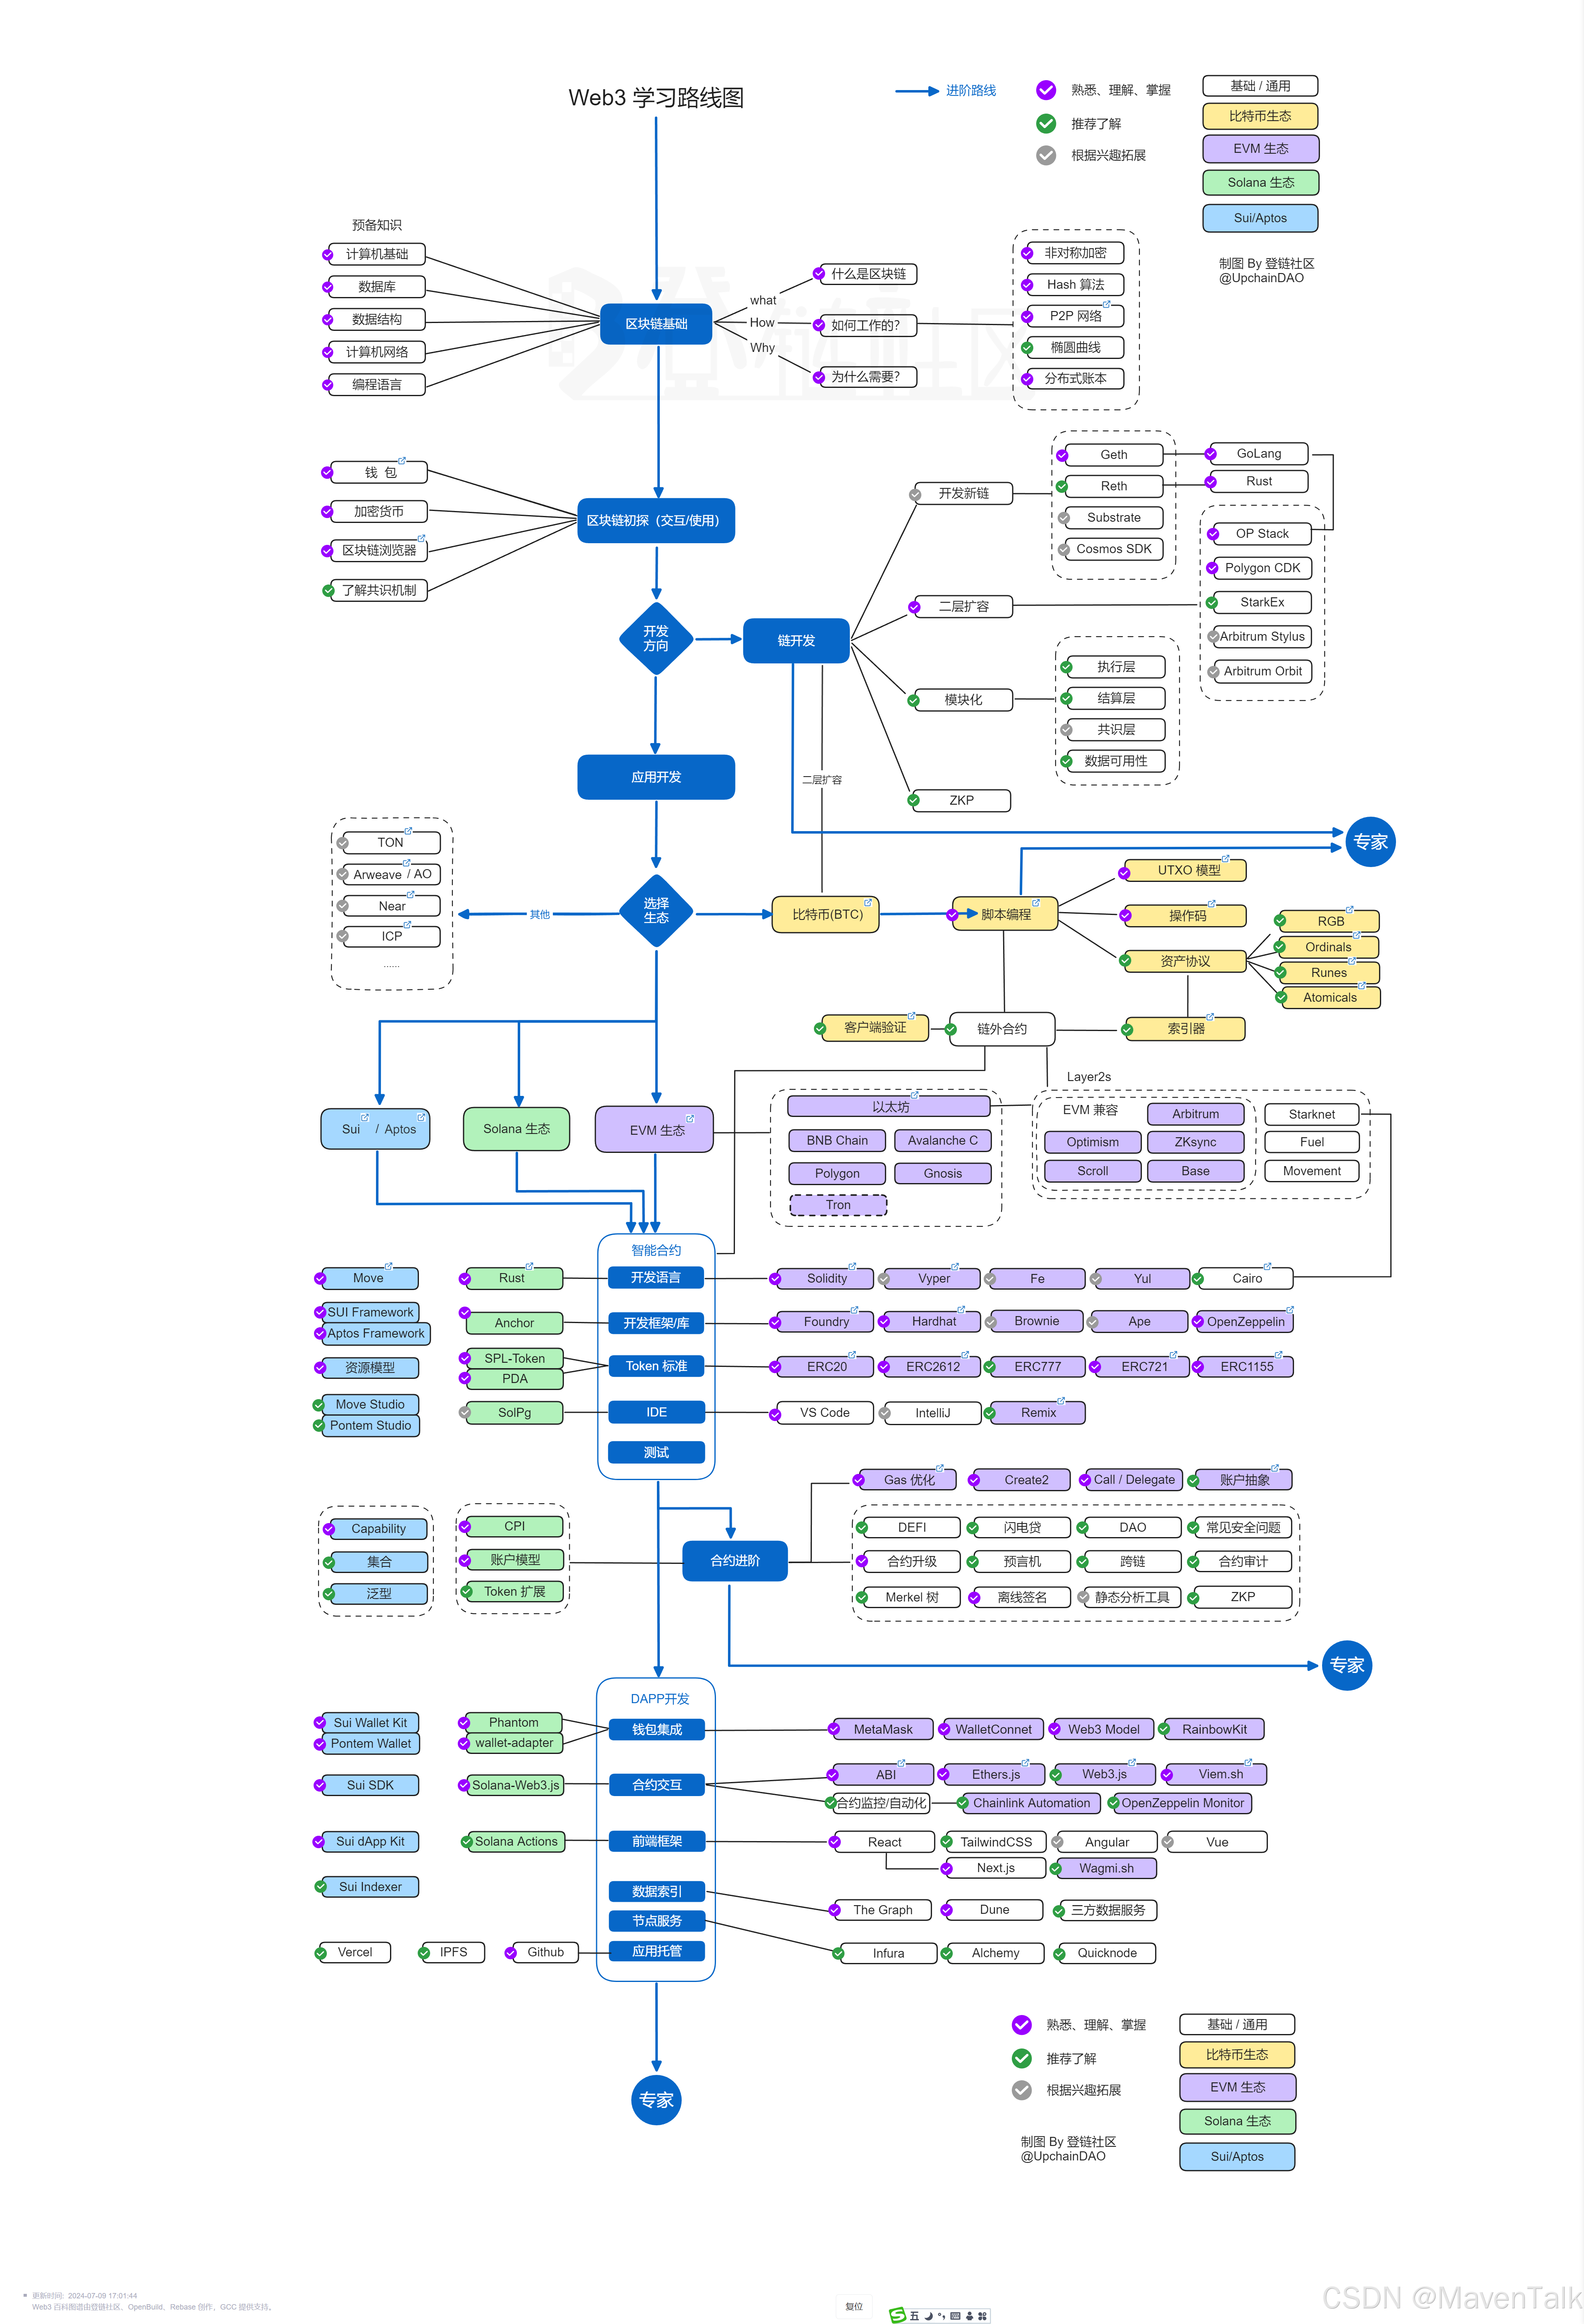 Web3 学习路线图
进阶路线
熟悉、理解、掌握
推荐了解
根据兴趣拓展
基础 / 通用
比特币生态
EVM 生态
Solana 生态
Sui/Aptos
制图 By 登链社区
@UpchainDAO
预备知识
计算机基础
数据库
数据结构
计算机网络
编程语言
区块链基础
what
How
Why
什么是区块链
如何工作的?
为什么需要?
非对称加密
Hash 算法
P2P 网络
椭圆曲线
分布式账本
登链社区
钱 包
加密货币
区块链浏览器
了解共识机制
区块链初探（交互/使用）
开发
方向
链开发
开发新链
二层扩容
模块化
ZKP
Geth
Reth
Substrate
Cosmos SDK
GoLang
Rust
OP Stack
Polygon CDK
StarkEx
Arbitrum Stylus
Arbitrum Orbit
执行层
结算层
共识层
数据可用性
二层扩容
应用开发
专家
TON
Arweave / AO
Near
ICP
......
其他
选择
生态
比特币(BTC)
脚本编程
UTXO 模型
操作码
资产协议
RGB
Ordinals
Runes
Atomicals
客户端验证
链外合约
索引器
Layer2s
Sui / Aptos
Solana 生态
EVM 生态
以太坊
BNB Chain
Avalanche C
Polygon
Gnosis
Tron
EVM 兼容
Arbitrum
Optimism
ZKsync
Scroll
Base
Starknet
Fuel
Movement
智能合约
Move
Rust
开发语言
Solidity
Vyper
Fe
Yul
Cairo
SUI Framework
Aptos Framework
Anchor
开发框架/库
Foundry
Hardhat
Brownie
Ape
OpenZeppelin
资源模型
SPL-Token
PDA
Token 标准
ERC20
ERC2612
ERC777
ERC721
ERC1155
Move Studio
Pontem Studio
SolPg
IDE
VS Code
IntelliJ
Remix
测试
Gas 优化
Create2
Call / Delegate
账户抽象
Capability
集合
泛型
CPI
账户模型
Token 扩展
合约进阶
DEFI
闪电贷
DAO
常见安全问题
合约升级
预言机
跨链
合约审计
Merkel 树
离线签名
静态分析工具
ZKP
专家
DAPP开发
Sui Wallet Kit
Pontem Wallet
Phantom
wallet-adapter
钱包集成
MetaMask
WalletConnet
Web3 Model
RainbowKit
Sui SDK
Solana-Web3.js
合约交互
ABI
Ethers.js
Web3.js
Viem.sh
合约监控/自动化
Chainlink Automation
OpenZeppelin Monitor
Sui dApp Kit
Solana Actions
前端框架
React
TailwindCSS
Angular
Vue
Next.js
Wagmi.sh
Sui Indexer
数据索引
The Graph
Dune
三方数据服务
节点服务
Infura
Alchemy
Quicknode
Vercel
IPFS
Github
应用托管
专家
熟悉、理解、掌握
推荐了解
根据兴趣拓展
基础 / 通用
比特币生态
EVM 生态
Solana 生态
Sui/Aptos
制图 By 登链社区
@UpchainDAO
更新时间: 2024-07-09 17:01:44
Web3 百科图谱由登链社区、OpenBuild、Rebase 创作，GCC 提供支持。
复位
五
CSDN @MavenTalk